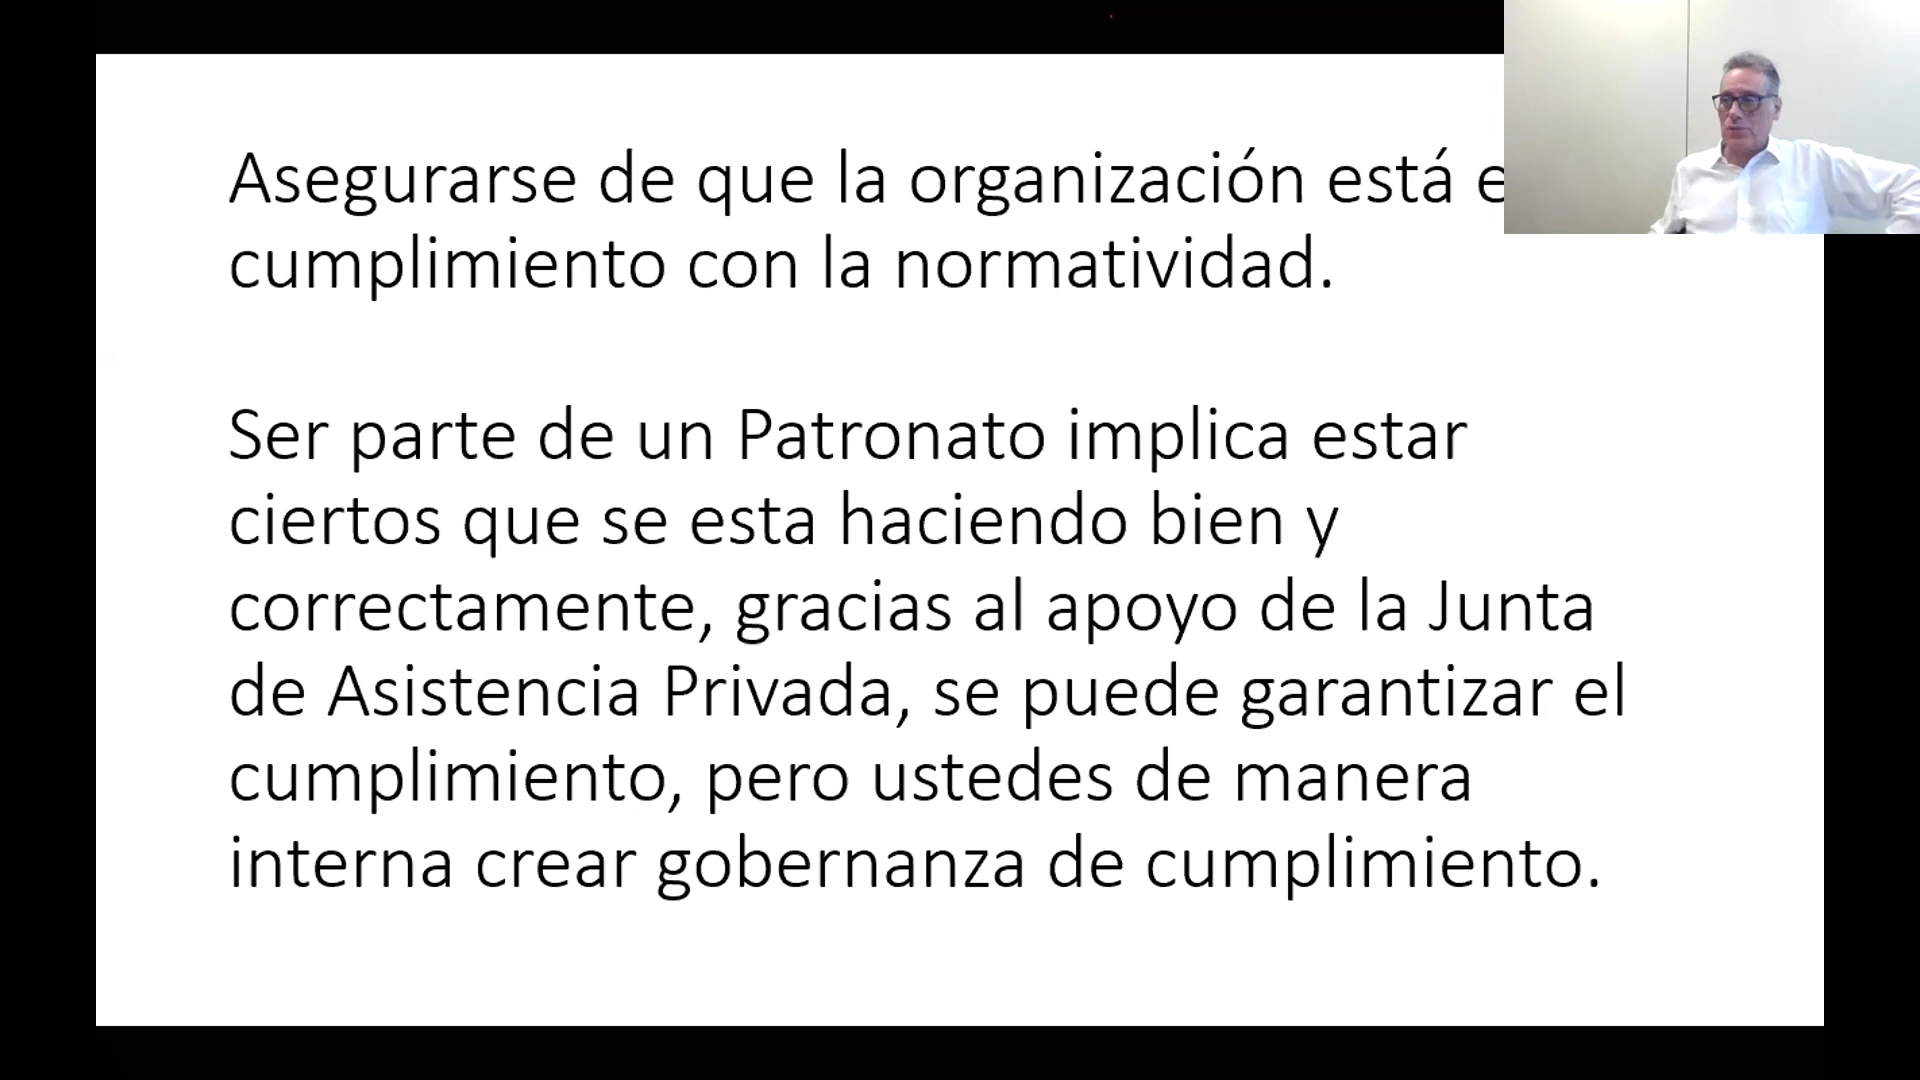 Asegurarse de que la organización está
cumplimiento con la normatividad.
Ser parte de un Patronato implica estar
ciertos que se esta haciendo bien y
correctamente, gracias al apoyo de la Junta
de Asistencia Privada, se puede garantizar el
cumplimiento, pero ustedes de manera
interna crear gobernanza de cumplimiento.